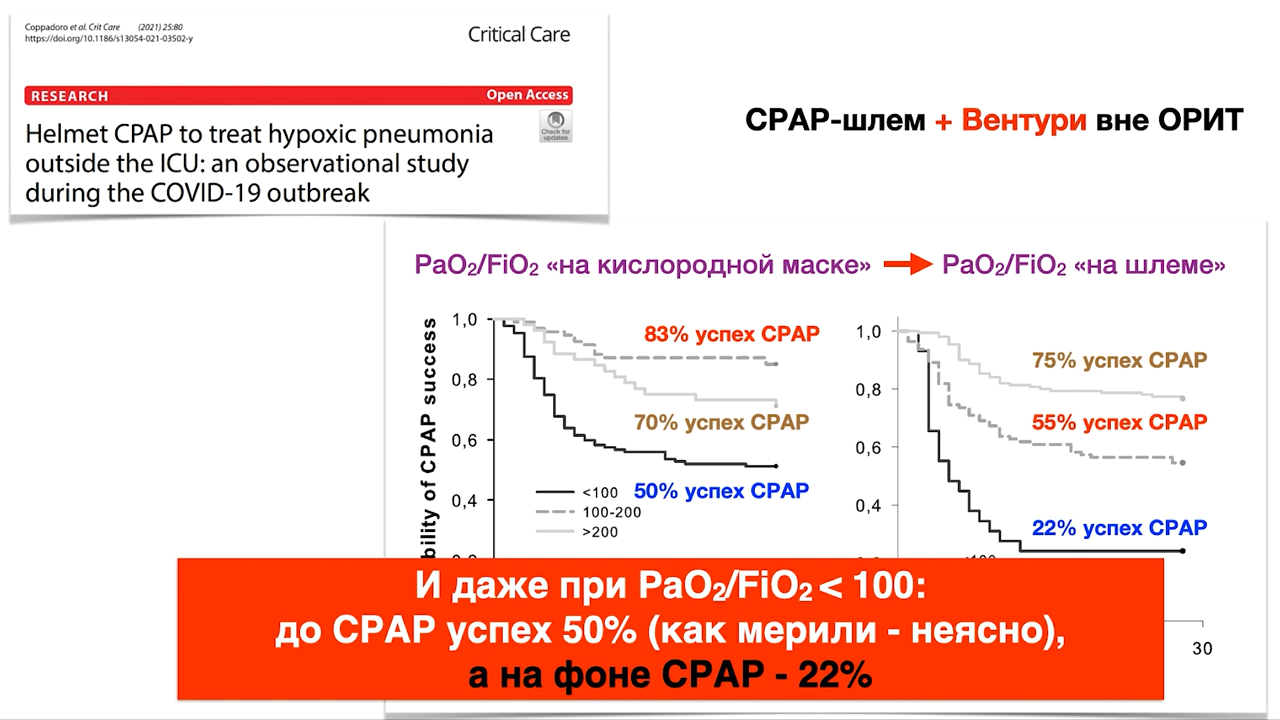 Coppadoro et al. Crit Care (2021) 25:80
https://doi.org/10.1186/s13054-021-03502-y
Critical Care
RESEARCH
Open Access
Check for
updates
Helmet CPAP to treat hypoxic pneumonia
outside the ICU: an observational study
during the COVID-19 outbreak
CPAP-шлем + Вентури вне ОРИТ
PaO₂/FiO₂ «на кислородной маске»
PaO₂/FiO₂ «на шлеме»
bility of CPAP success
1,0
0,8
0,6
0,4
83% успех CPAP
70% успех CPAP
50% успех CPAP
<100
100-200
>200
1,0
0,8
0,6
0,4
75% успех CPAP
55% успех CPAP
22% успех CPAP
30
И даже при PaO₂/FiO₂ < 100:
до CPAP успех 50% (как мерили - неясно),
а на фоне CPAP - 22%